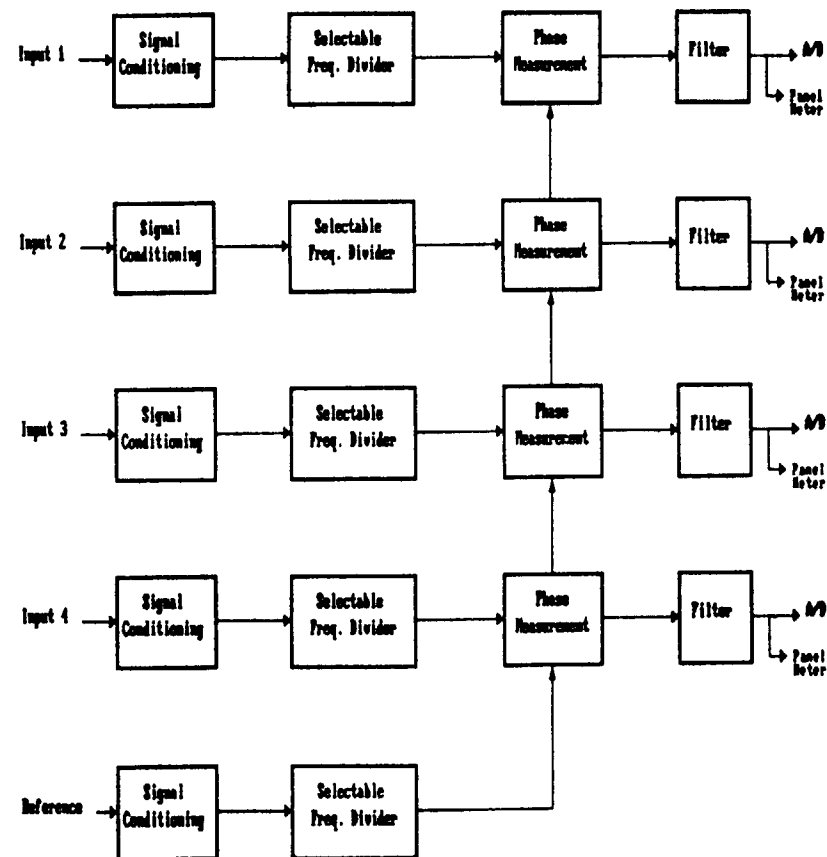 Input 1
Signal
Conditioning
Selectable
Freq. Divider
Phase
Measurement
Filter
A/D
Panel
Meter
Input 2
Signal
Conditioning
Selectable
Freq. Divider
Phase
Measurement
Filter
A/D
Panel
Meter
Input 3
Signal
Conditioning
Selectable
Freq. Divider
Phase
Measurement
Filter
A/D
Panel
Meter
Input 4
Signal
Conditioning
Selectable
Freq. Divider
Phase
Measurement
Filter
A/D
Panel
Meter
Reference
Signal
Conditioning
Selectable
Freq. Divider